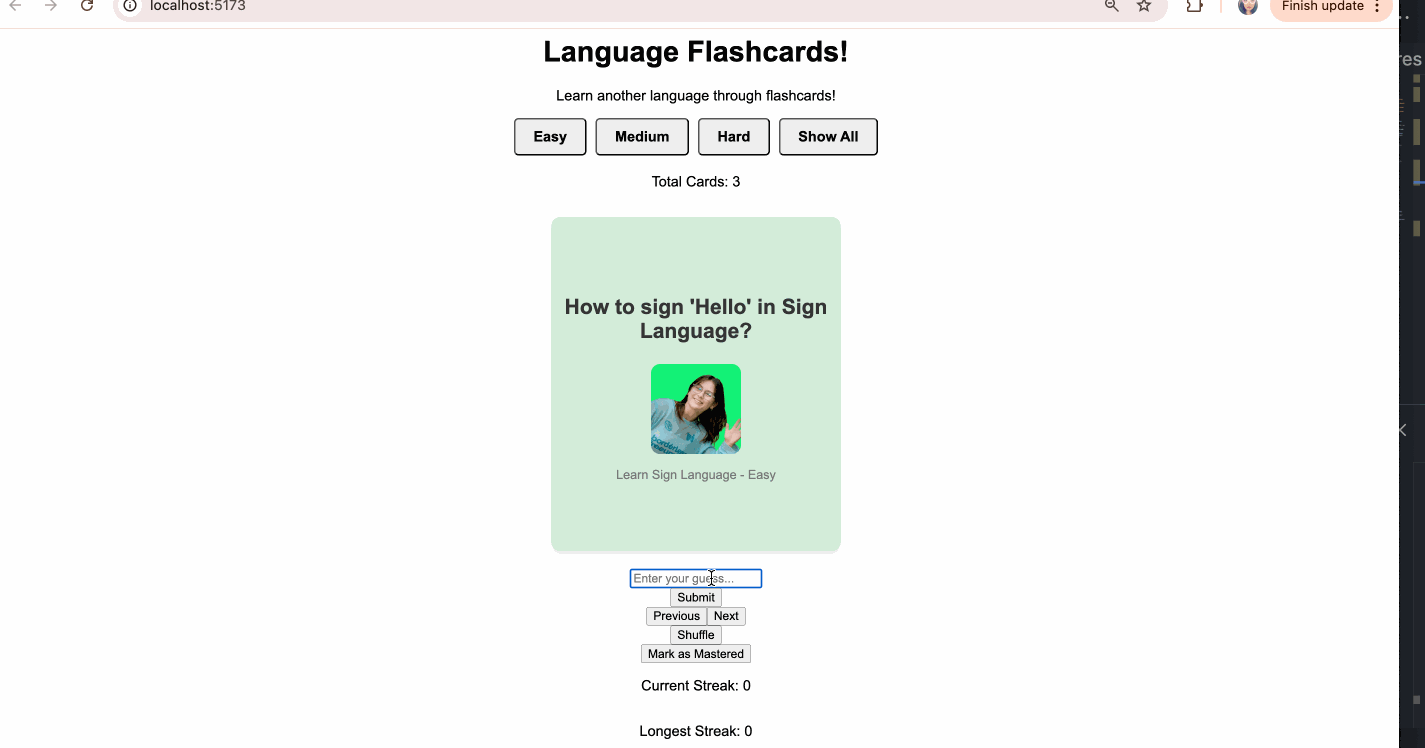 localhost:5173
Finish update
res
Language Flashcards!
Learn another language through flashcards!
Easy Medium Hard Show All
Total Cards: 3
How to sign 'Hello' in Sign
Language?
Learn Sign Language - Easy
Enter your guess...
Submit
Previous Next
Shuffle
Mark as Mastered
Current Streak: 0
Longest Streak: 0